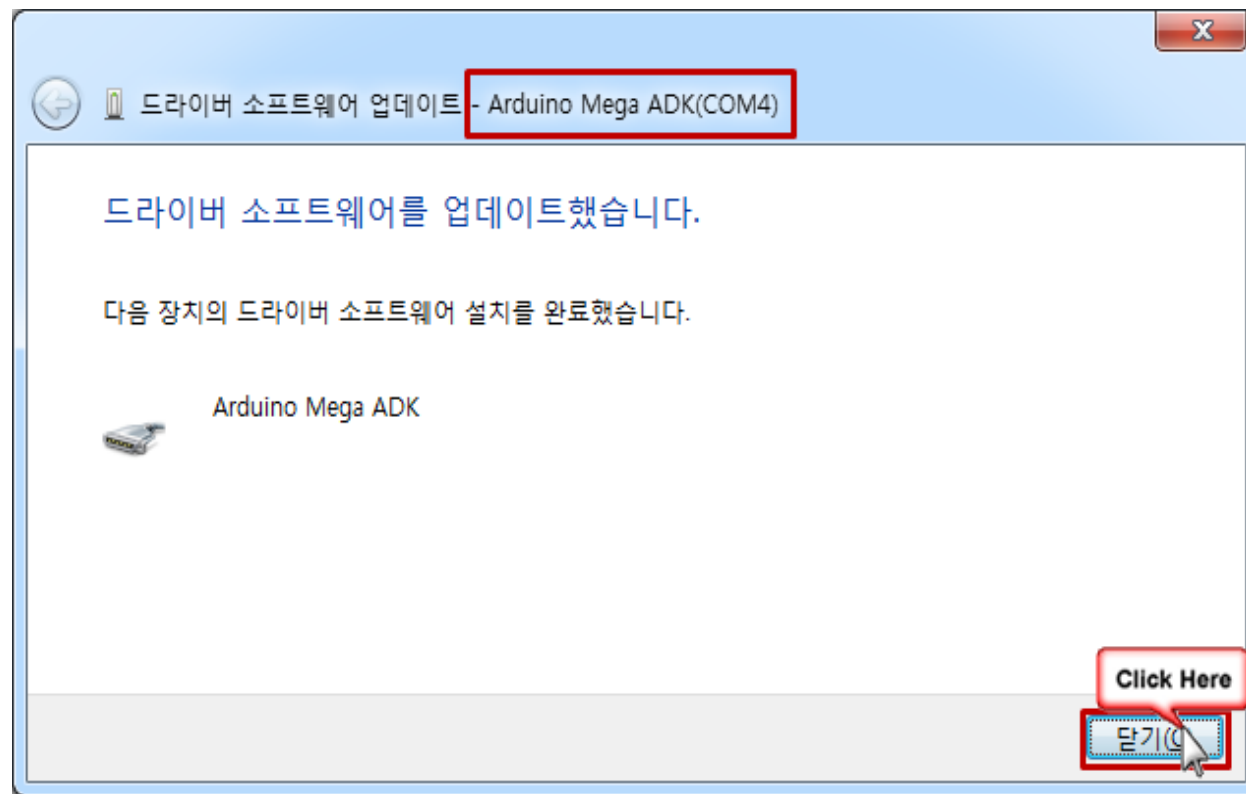 드라이버 소프트웨어 업데이트 - Arduino Mega ADK(COM4)
드라이버 소프트웨어를 업데이트했습니다.
다음 장치의 드라이버 소프트웨어 설치를 완료했습니다.
Arduino Mega ADK
Click Here
닫기(